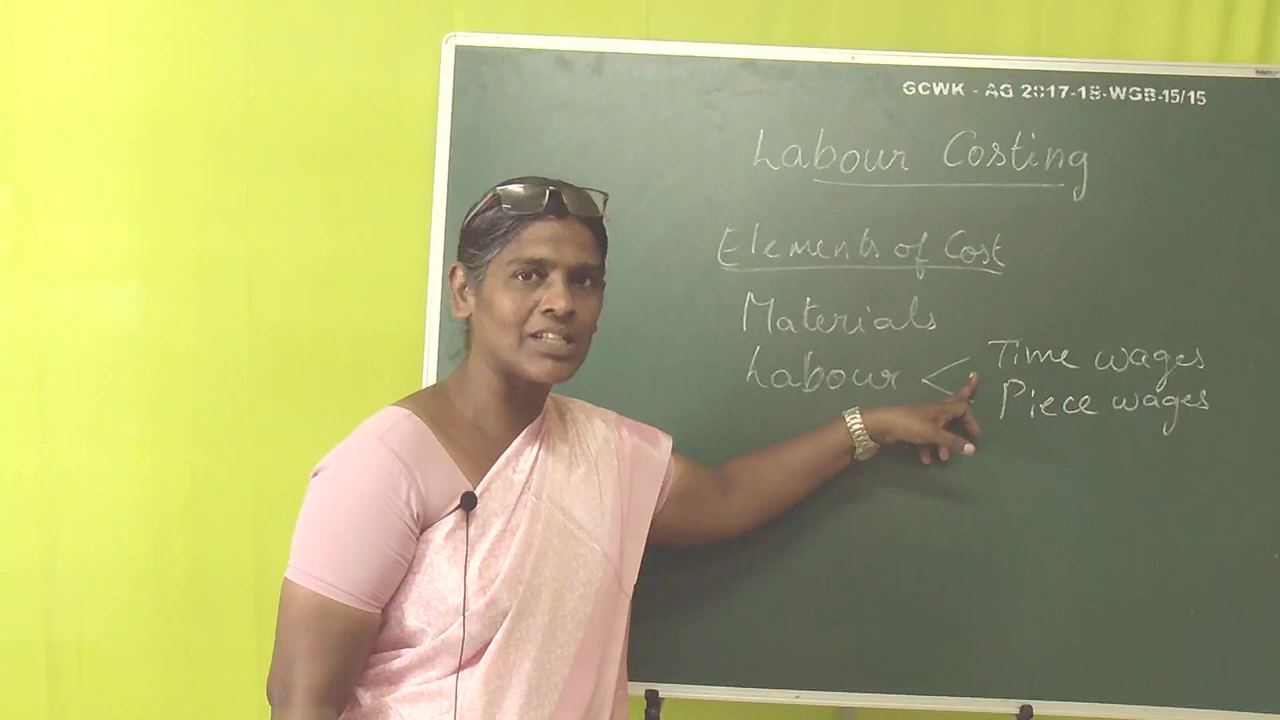 GCWK - AG 2017-18-WGB-15/15
Labour Costing
Elements of Cost
Materials
Labour < Time wages
Piece wages